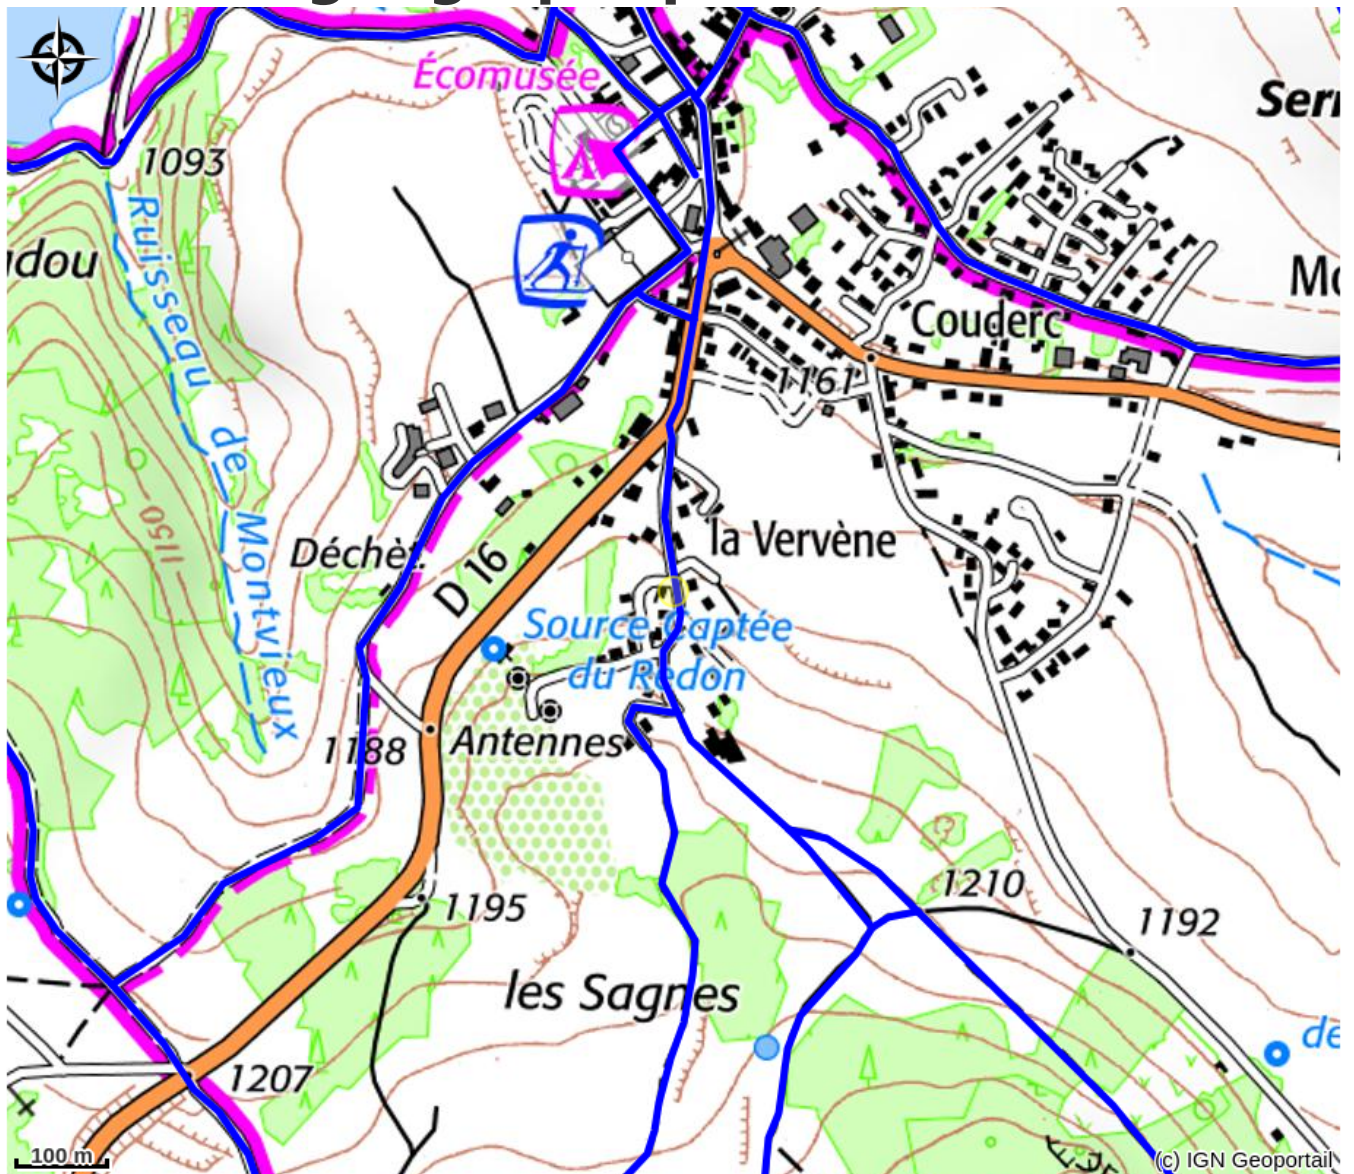 Écomusée
Serr
1093
Ruisseau de Montvieux
udou
Mo
Couderc
1161
1150
Déchèt.
D 16
la Vervène
Source Captée
du Redon
1188
Antennes
1210
1195
1192
les Sagnes
de
1207
100 m
(c) IGN Geoportail